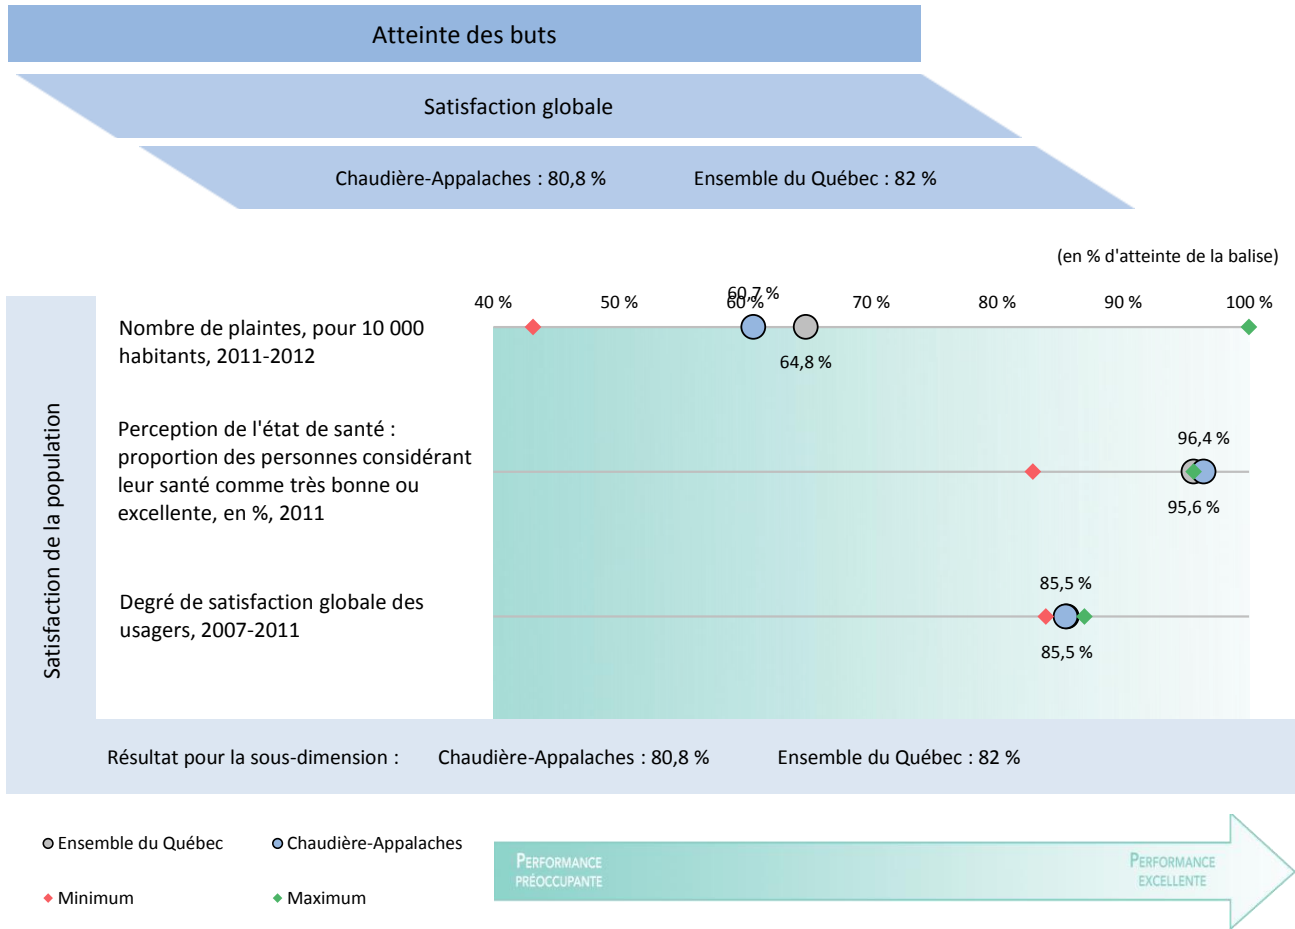 Atteinte des buts
Satisfaction globale
Chaudière-Appalaches : 80,8 % Ensemble du Québec : 82 %
(en % d'atteinte de la balise)
40 % 50 % 60 % 70 % 80 % 90 % 100 %
60,7 %
Nombre de plaintes, pour 10 000
habitants, 2011-2012
64,8 %
Satisfaction de la population
Perception de l'état de santé :
proportion des personnes considérant
leur santé comme très bonne ou
excellente, en %, 2011
96,4 %
95,6 %
Degré de satisfaction globale des
usagers, 2007-2011
85,5 %
85,5 %
Résultat pour la sous-dimension : Chaudière-Appalaches : 80,8 % Ensemble du Québec : 82 %
Ensemble du Québec Chaudière-Appalaches
Minimum Maximum
PERFORMANCE
PRÉOCCUPANTE
PERFORMANCE
EXCELLENTE